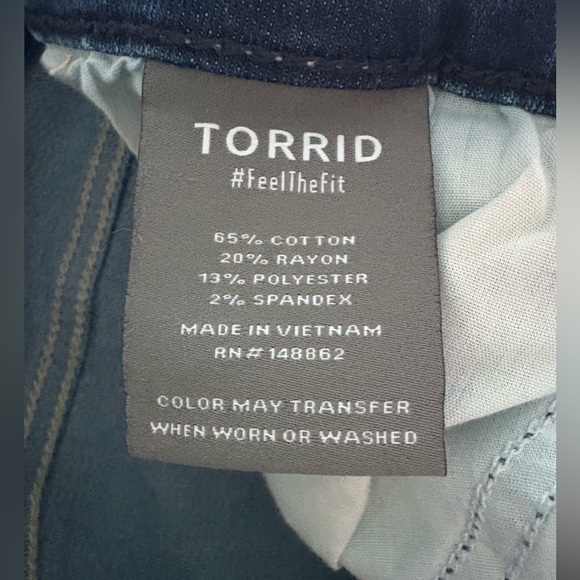 TORRID
#FeelTheFit
65% COTTON
20% RAYON
13% POLYESTER
2% SPANDEX
MADE IN VIETNAM
RN#148862
COLOR MAY TRANSFER
WHEN WORN OR WASHED